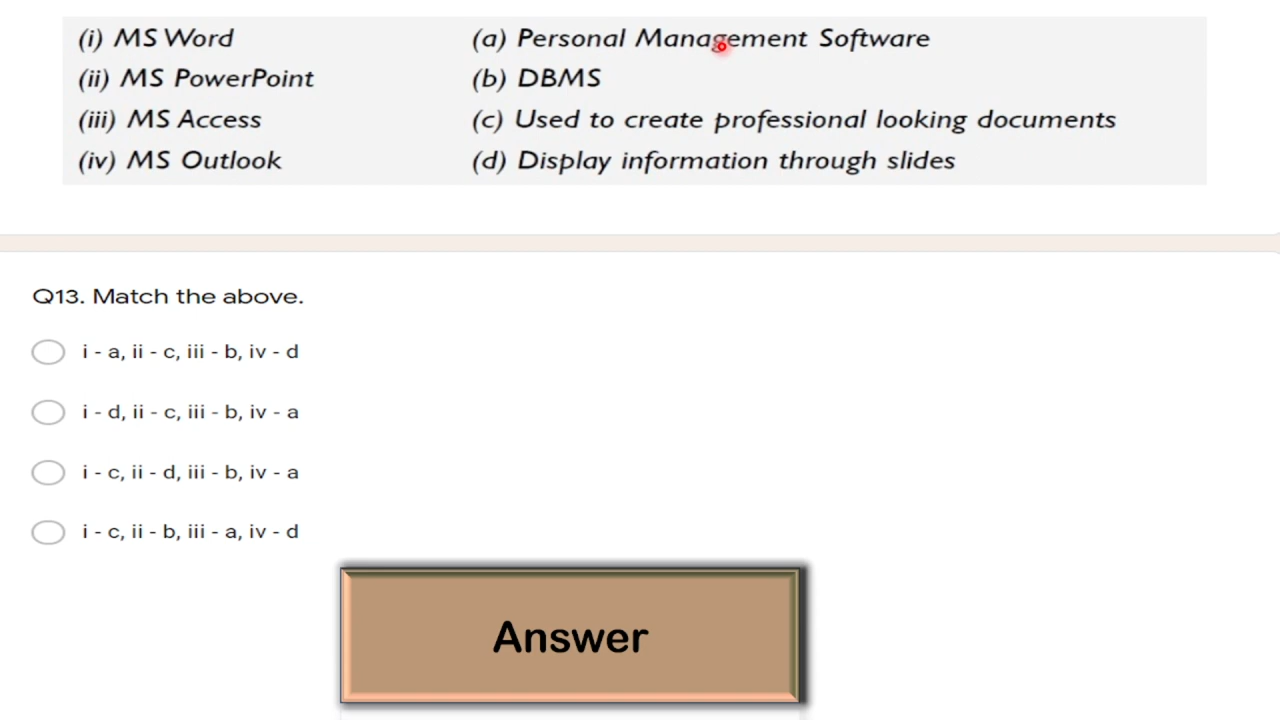 (i) MS Word (a) Personal Management Software
(ii) MS PowerPoint (b) DBMS
(iii) MS Access (c) Used to create professional looking documents
(iv) MS Outlook (d) Display information through slides
Q13. Match the above.
i - a, ii - c, iii - b, iv - d
i - d, ii - c, iii - b, iv - a
i - c, ii - d, iii - b, iv - a
i - c, ii - b, iii - a, iv - d
Answer